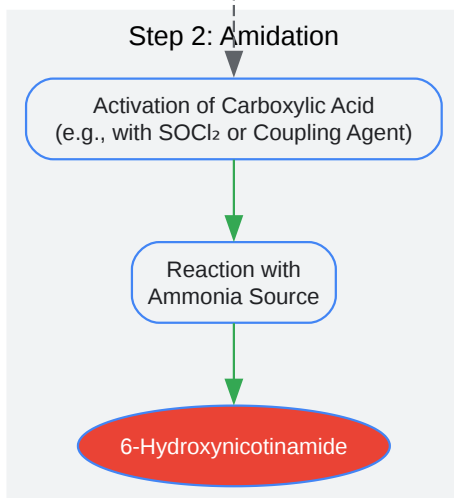 Step 2: Amidation
Activation of Carboxylic Acid
(e.g., with SOCl₂ or Coupling Agent)
Reaction with
Ammonia Source
6-Hydroxynicotinamide